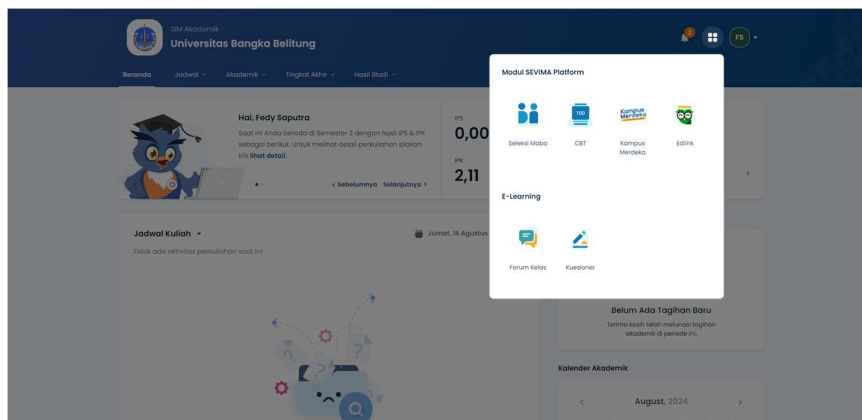 SIM Akademik
Universitas Bangka Belitung
2
FS
Beranda Jadwal Akademik Tingkat Akhir Hasil Studi
Modul SEVIMA Platform
100
Kampus
Merdeka
Seleksi Maba CBT Kampus Merdeka Edlink
E-Learning
Forum Kelas Kuesioner
Hai, Fedy Saputra
Saat ini Anda berada di Semester 3 dengan hasil IPS & IPK
sebagai berikut. Untuk melihat detail perkuliahan silakan
klik lihat detail
< Sebelumnya Selanjutnya >
IPS
0,00
IPK
2,11
Jadwal Kuliah
Jumat, 16 Agustus
Tidak ada aktivitas perkuliahan saat ini
Belum Ada Tagihan Baru
Terima kasih telah melunasi tagihan
akademik di periode ini.
Kalender Akademik
< August, 2024 >